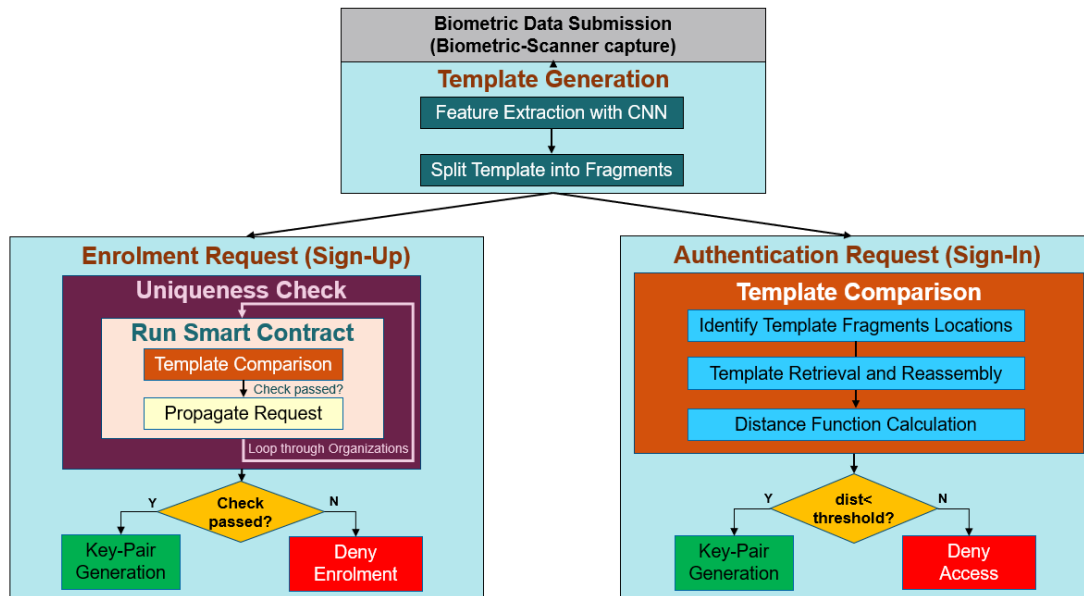 Biometric Data Submission
(Biometric-Scanner capture)
Template Generation
Feature Extraction with CNN
Split Template into Fragments
Enrolment Request (Sign-Up)
Uniqueness Check
Run Smart Contract
Template Comparison
Check passed?
Propagate Request
Loop through Organizations
Y
Check
passed?
N
Key-Pair
Generation
Deny
Enrolment
Authentication Request (Sign-In)
Template Comparison
Identify Template Fragments Locations
Template Retrieval and Reassembly
Distance Function Calculation
Y
dist<
threshold?
N
Key-Pair
Generation
Deny
Access